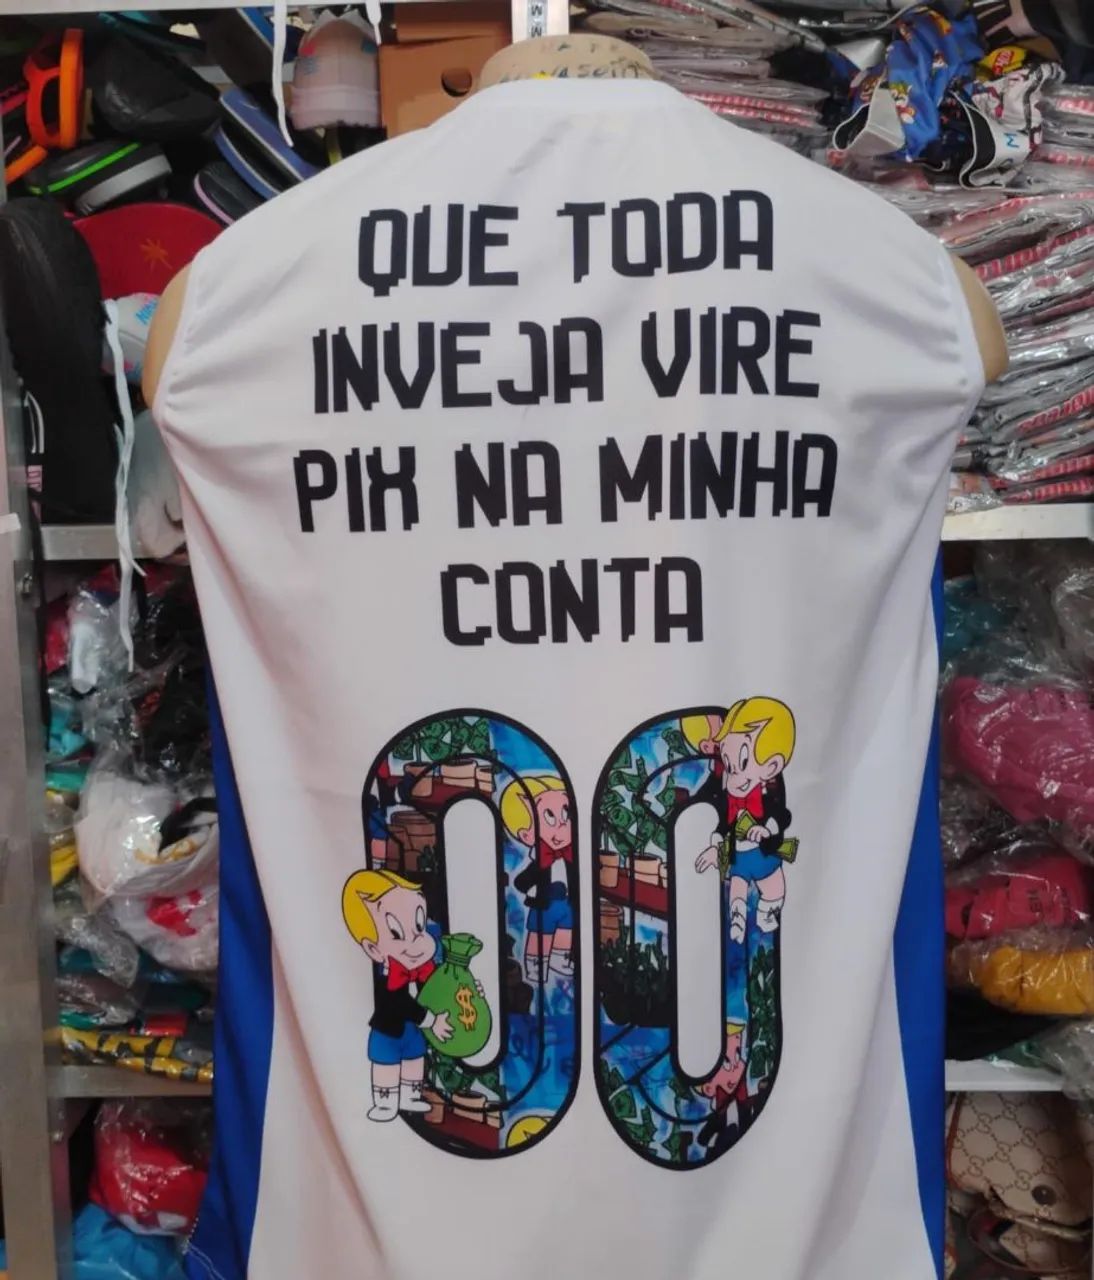 QUE TODA
INVEJA VIRE
PIX NA MINHA
CONTA
00
$